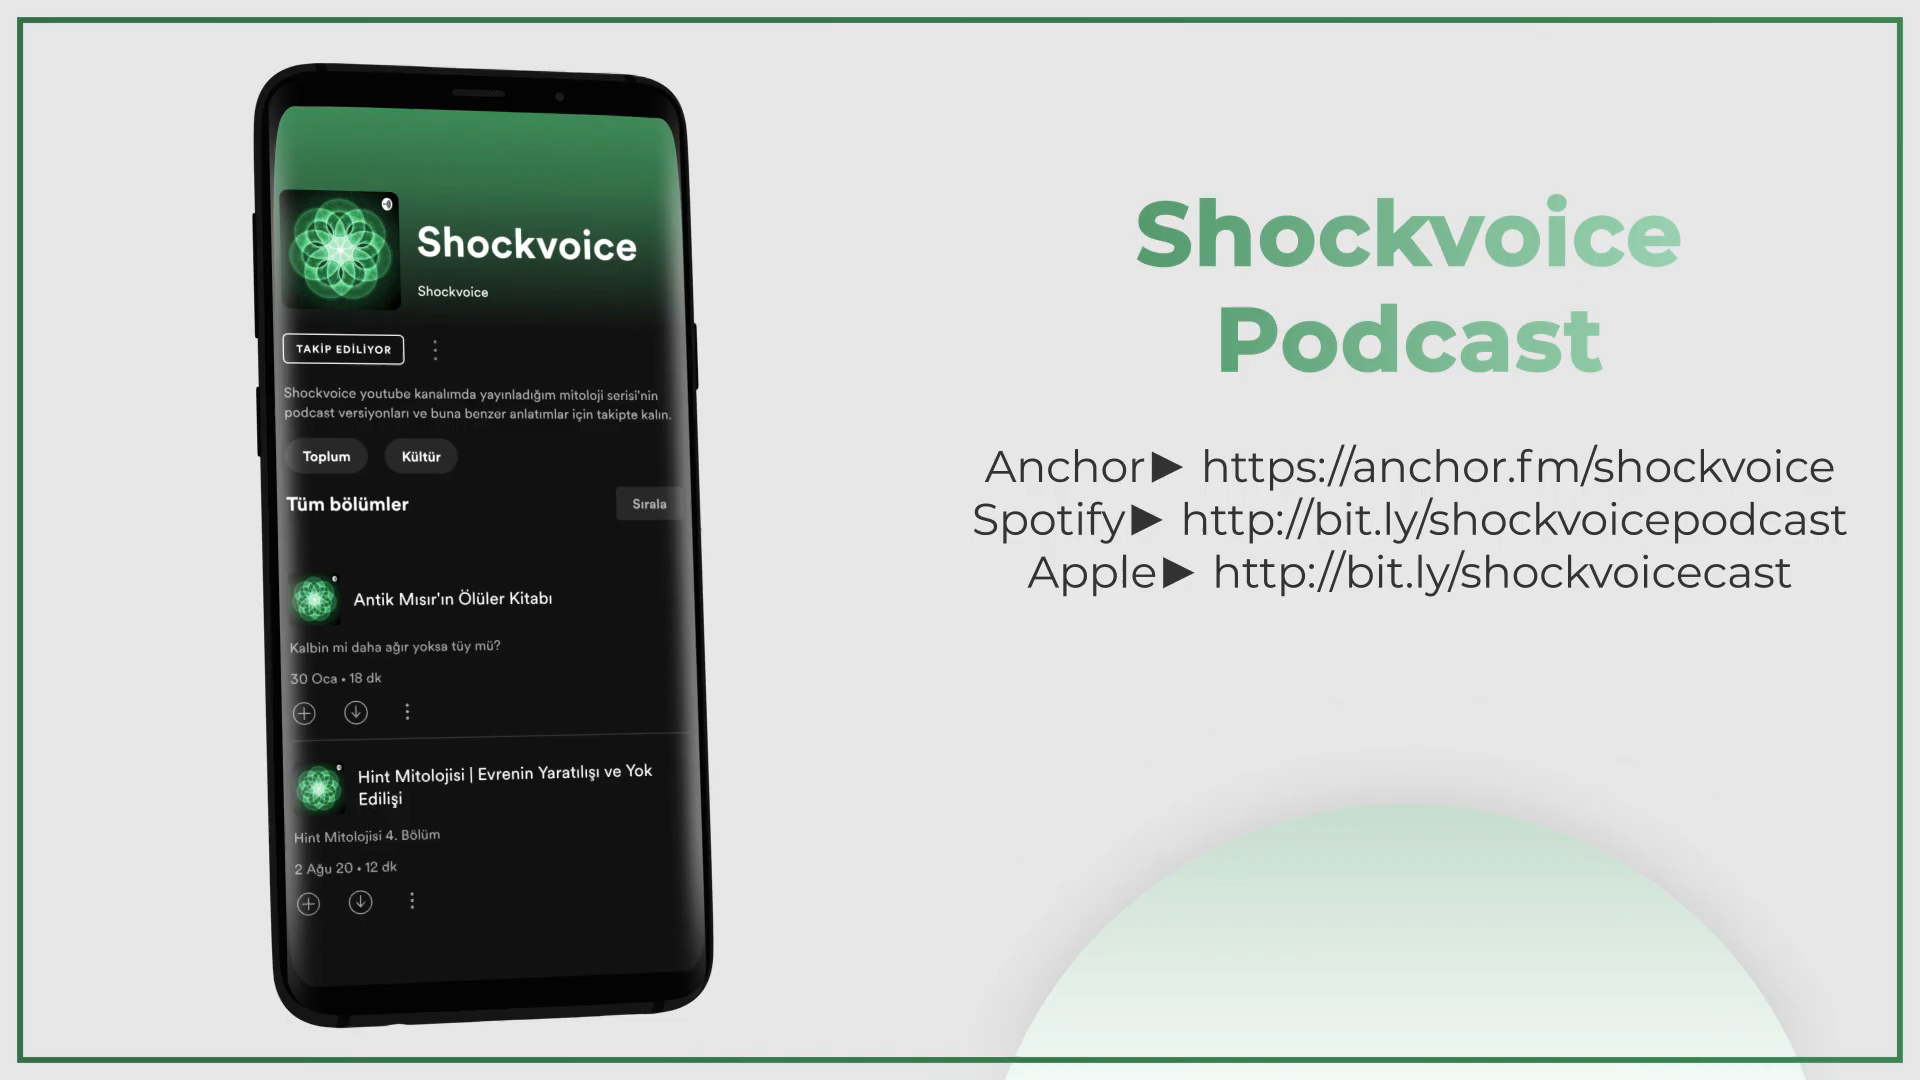 Shockvoice
Shockvoice
TAKİP EDİLİYOR
Shockvoice youtube kanalımda yayınladığım mitoloji serisi'nin
podcast versiyonları ve buna benzer anlatımlar için takipte kalın.
Toplum Kültür
Tüm bölümler Sırala
Antik Mısır'ın Ölüler Kitabı
Kalbin mi daha ağır yoksa tüy mü?
30 Oca • 18 dk
Hint Mitolojisi | Evrenin Yaratılışı ve Yok
Edilişi
Hint Mitolojisi 4. Bölüm
2 Ağu 20 • 12 dk
Shockvoice
Podcast
Anchor► https://anchor.fm/shockvoice
Spotify► http://bit.ly/shockvoicepodcast
Apple► http://bit.ly/shockvoicecast